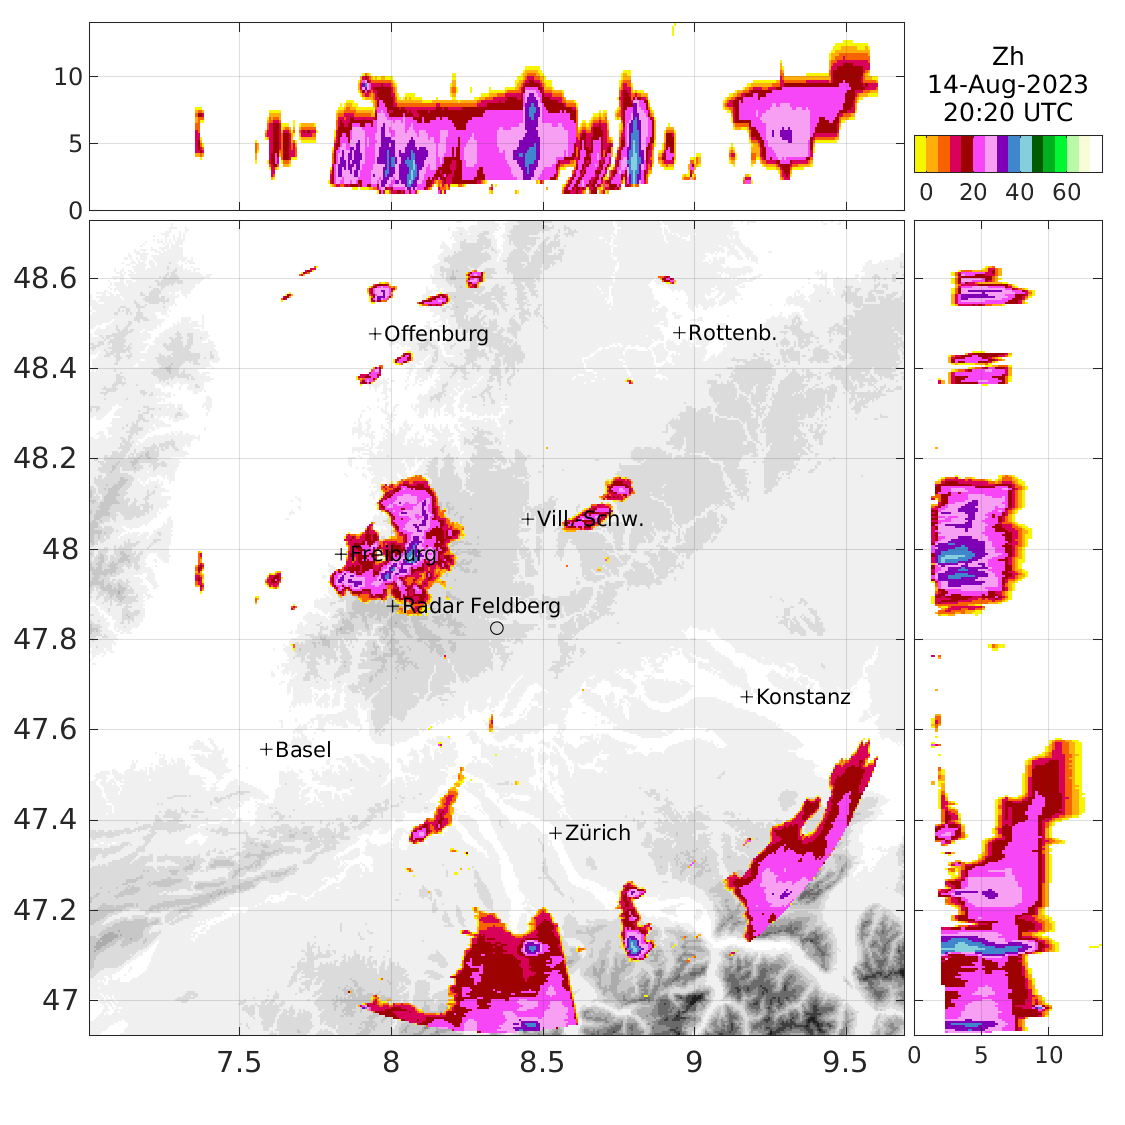 10
5
0
Zh
14-Aug-2023
20:20 UTC
0
20
40
60
48.6
48.4
48.2
48
47.8
47.6
47.4
47.2
47
+Offenburg
+Rottenb.
+Vill.-Schw.
+Freiburg
+Radar Feldberg
+Konstanz
+Basel
+Zürich
7.5
8
8.5
9
9.5
0
5
10